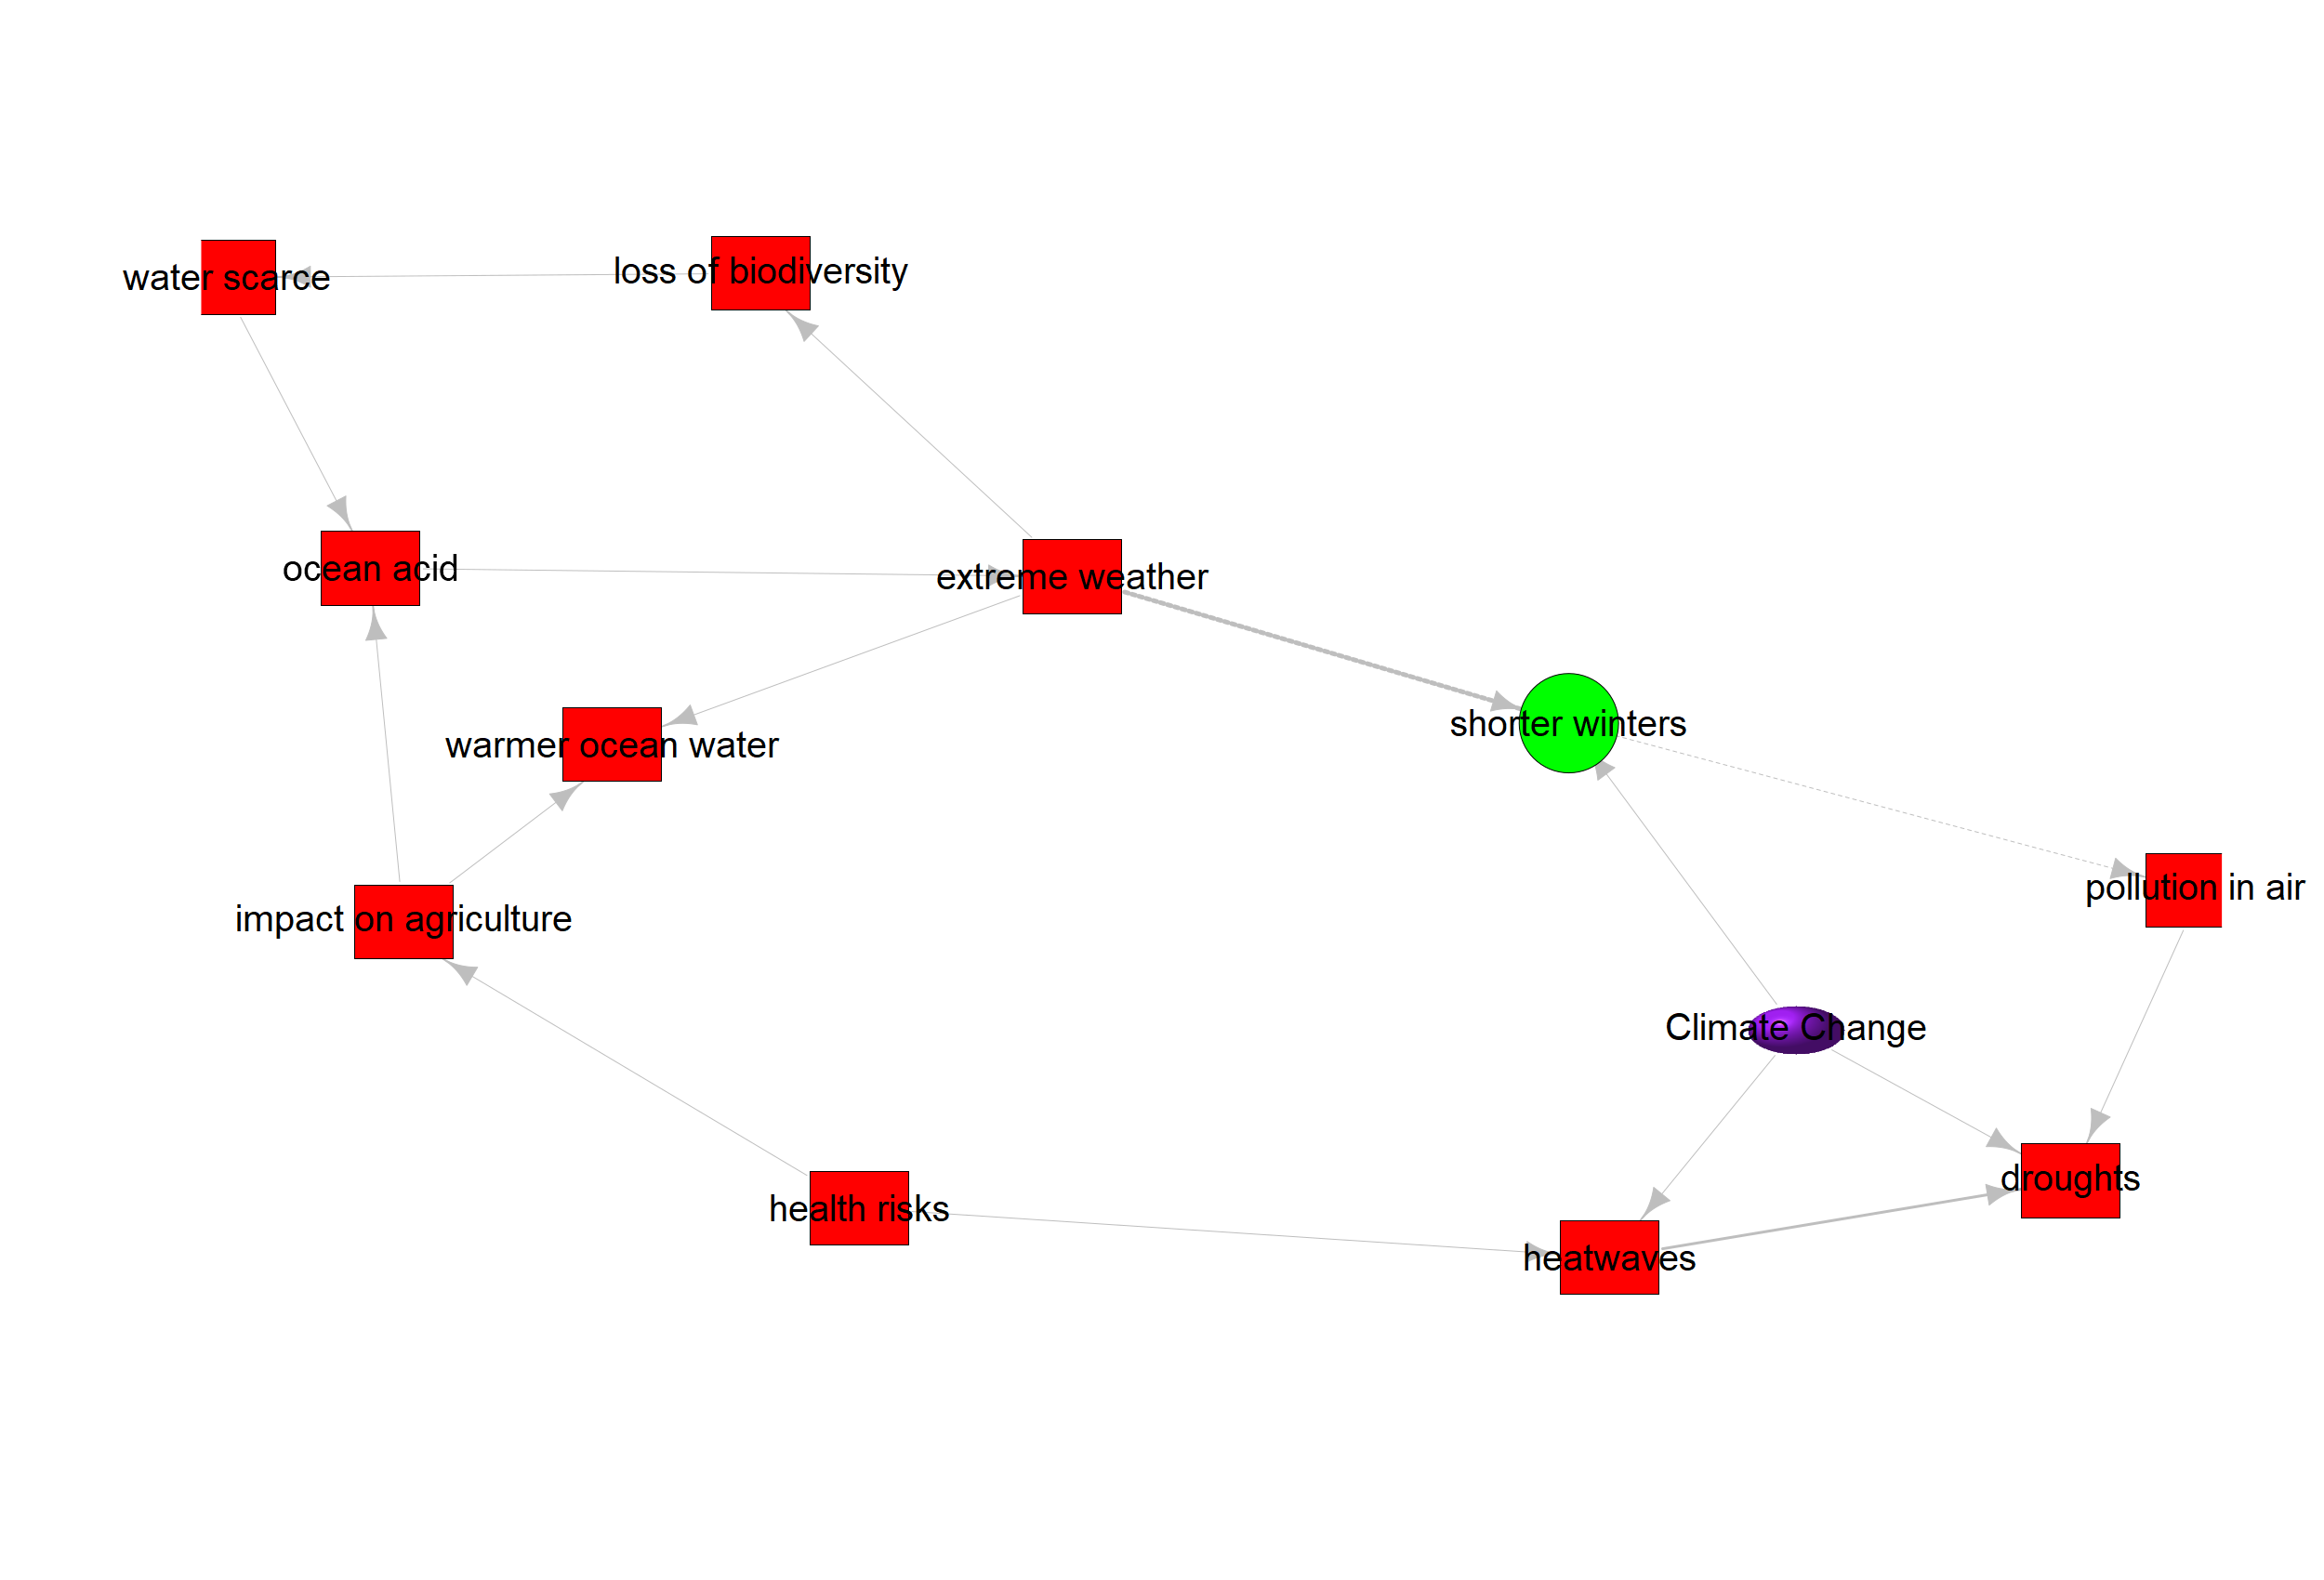 loss of biodiversity
water scarce
ocean acid
extreme weather
shorter winters
warmer ocean water
pollution in air
impact on agriculture
Climate Change
droughts
health risks
heatwaves